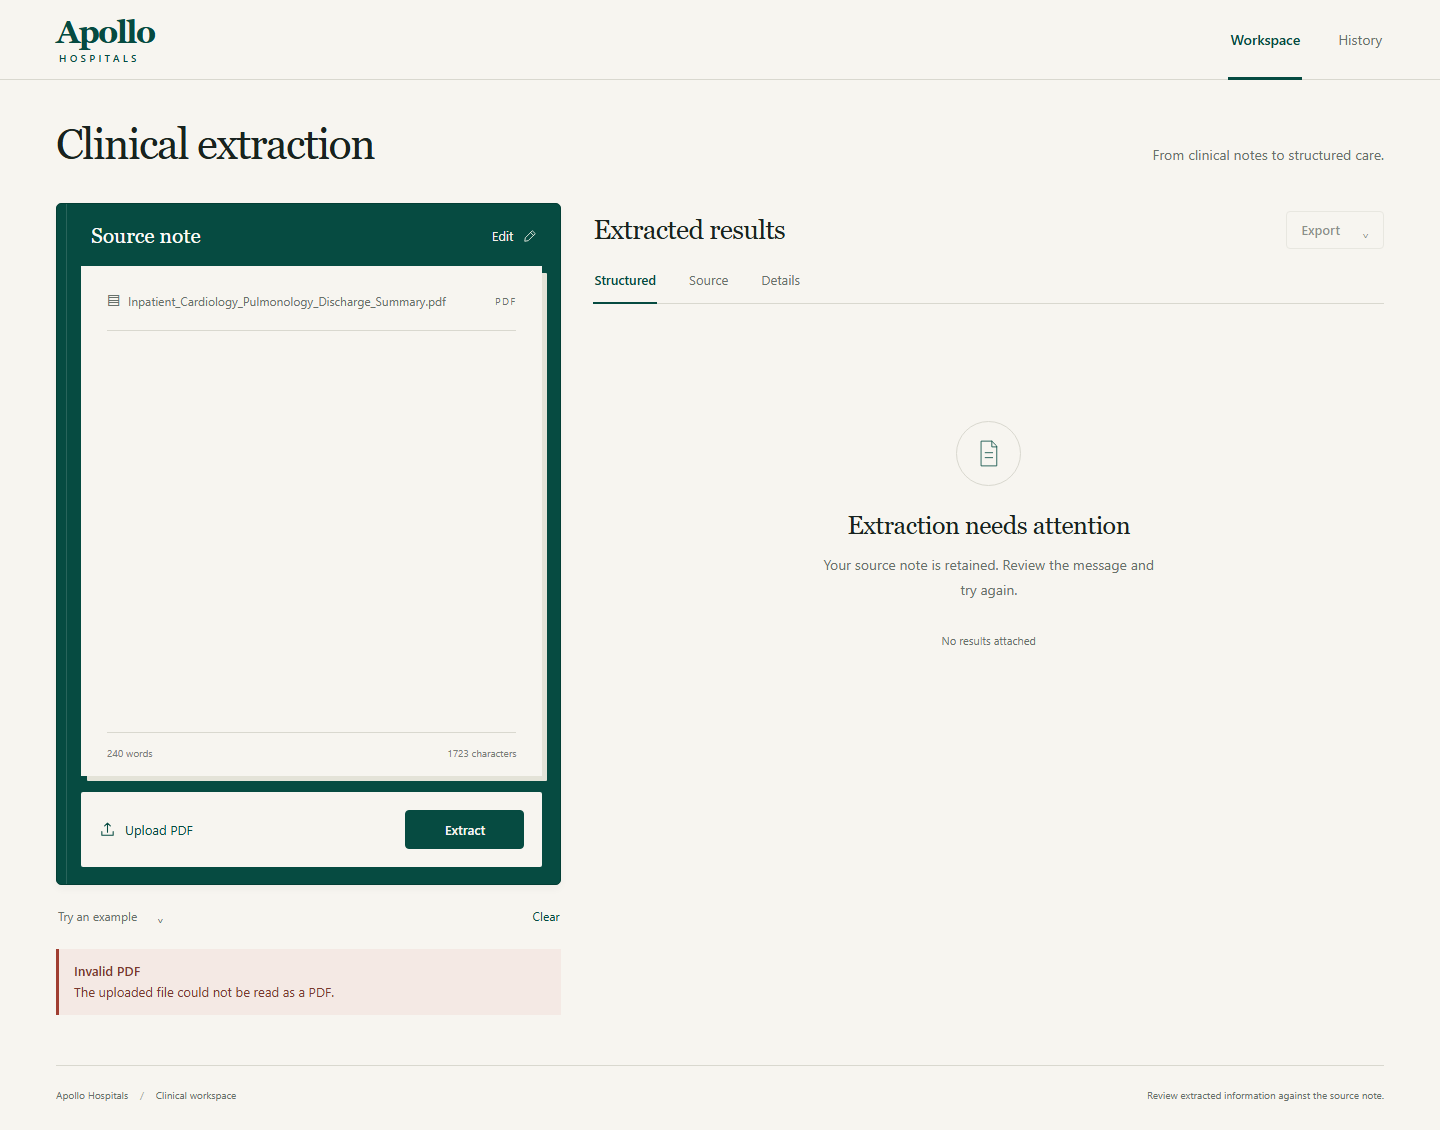 Apollo
HOSPITALS
Workspace
History
Clinical extraction
From clinical notes to structured care.
Source note
Edit
Inpatient_Cardiology_Pulmonology_Discharge_Summary.pdf
PDF
240 words
1723 characters
Upload PDF
Extract
Try an example
Clear
Invalid PDF
The uploaded file could not be read as a PDF.
Extracted results
Export
Structured
Source
Details
Extraction needs attention
Your source note is retained. Review the message and
try again.
No results attached
Apollo Hospitals / Clinical workspace
Review extracted information against the source note.